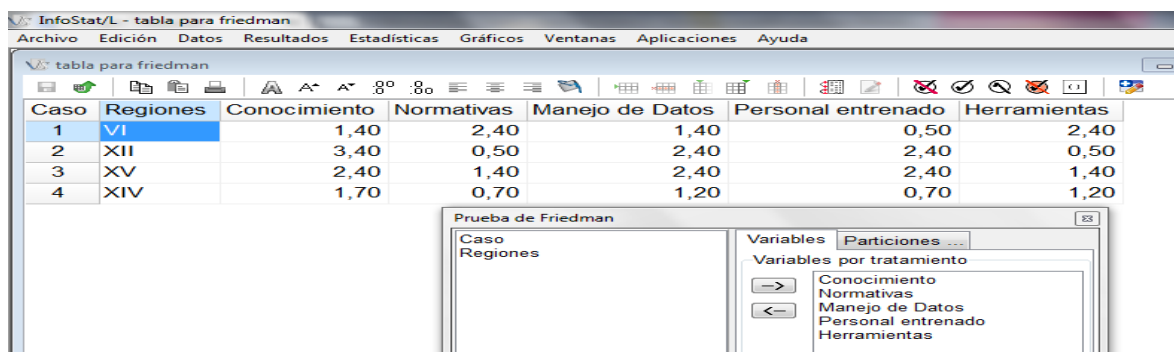 InfoStat/L - tabla para friedman
Archivo Edición Datos Resultados Estadísticas Gráficos Ventanas Aplicaciones Ayuda
tabla para friedman
Caso Regiones Conocimiento Normativas Manejo de Datos Personal entrenado Herramientas
1 VI 1,40 2,40 1,40 0,50 2,40
2 XII 3,40 0,50 2,40 2,40 0,50
3 XV 2,40 1,40 2,40 2,40 1,40
4 XIV 1,70 0,70 1,20 0,70 1,20
Prueba de Friedman
Caso
Regiones
Variables Particiones ...
Variables por tratamiento
Conocimiento
Normativas
Manejo de Datos
Personal entrenado
Herramientas